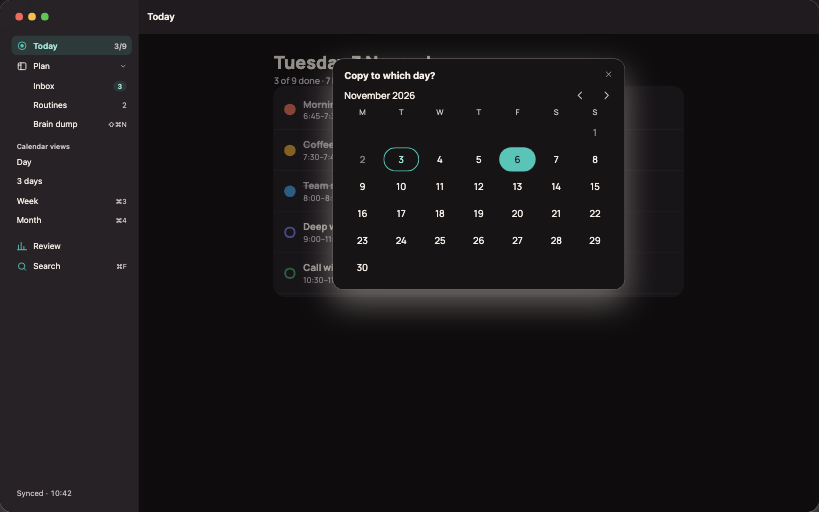 Today
Today 3/9
Plan
Inbox 3
Routines 2
Brain dump ⇧⌘N
Calendar views
Day
3 days
Week ⌘3
Month ⌘4
Review
Search ⌘F
Synced · 10:42
3 of 9 done · 7
6:45–7:
7:30–7:4
8:00–8
Deep
9:00–11
Call wi
10:30–1
Copy to which day?
November 2026
M T W T F S S
1
2 3 4 5 6 7 8
9 10 11 12 13 14 15
16 17 18 19 20 21 22
23 24 25 26 27 28 29
30